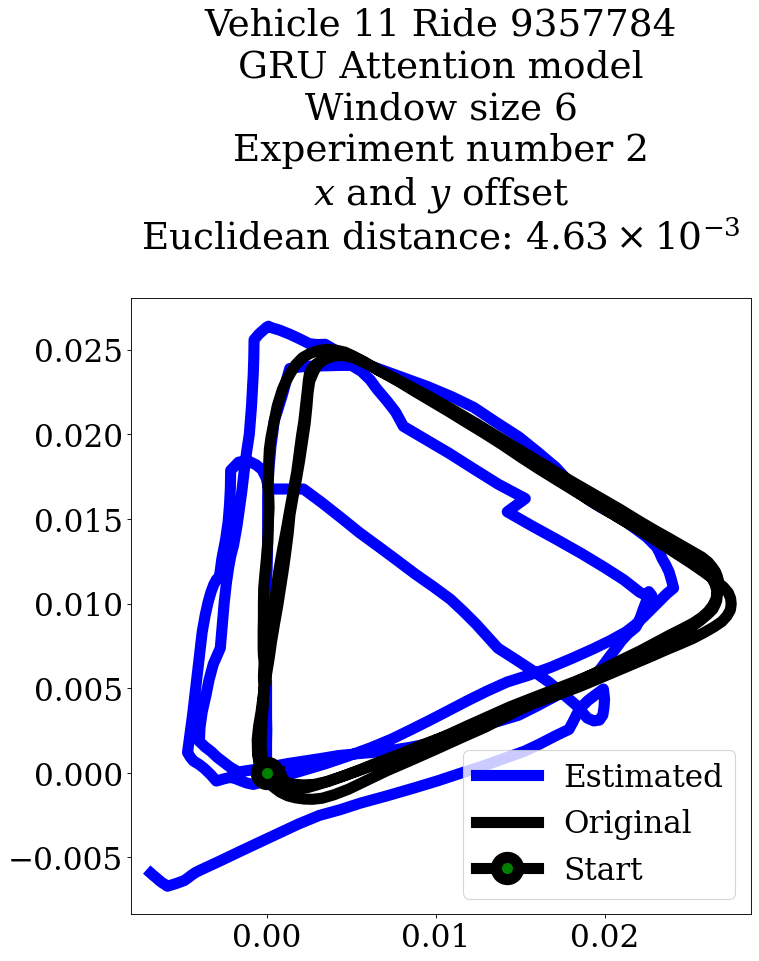 Vehicle 11 Ride 9357784
GRU Attention model
Window size 6
Experiment number 2
x and y offset
Euclidean distance: 4.63 × 10⁻³
0.025
0.020
0.015
0.010
0.005
0.000
−0.005
Estimated
Original
Start
0.00 0.01 0.02